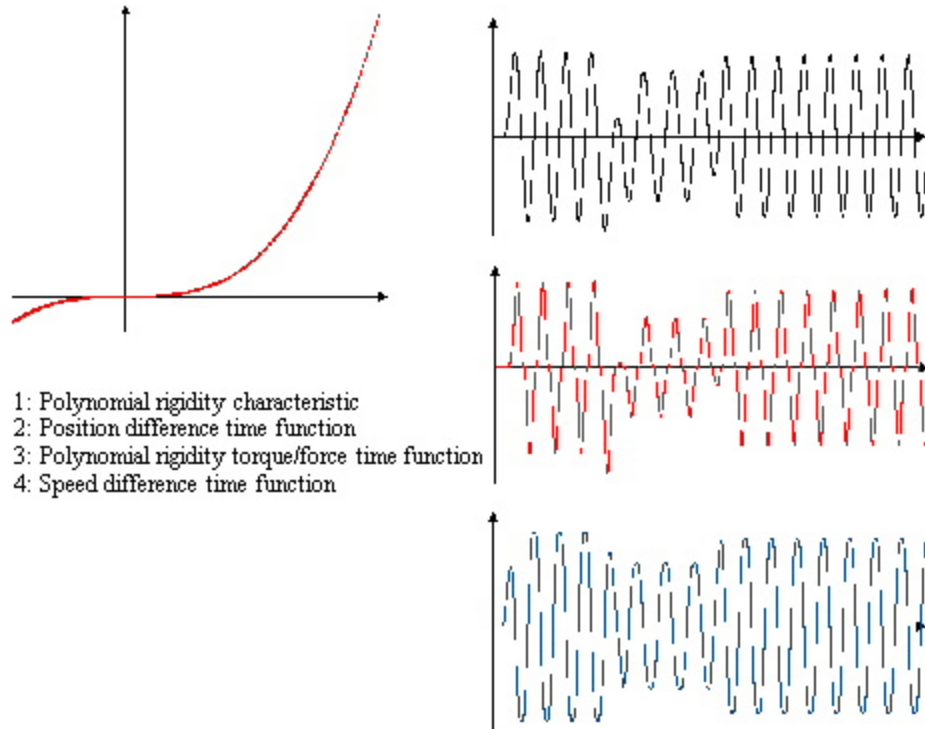 1: Polynomial rigidity characteristic
2: Position difference time function
3: Polynomial rigidity torque/force time function
4: Speed difference time function